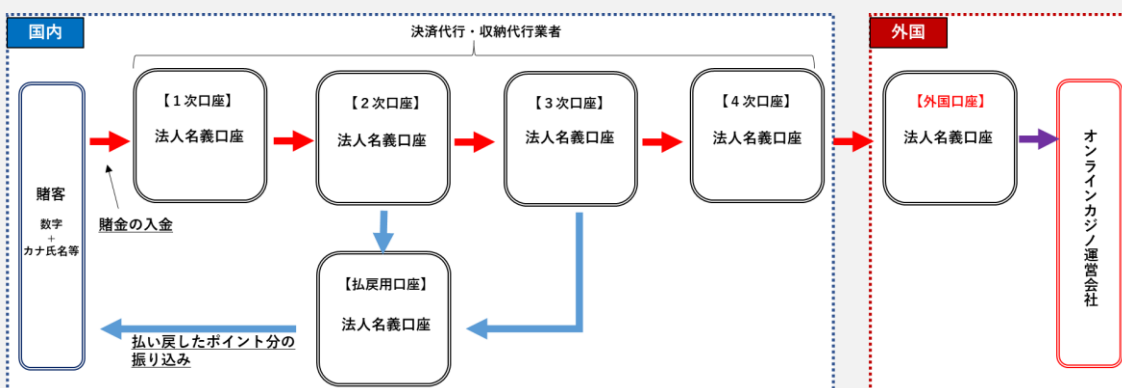 国内
決済代行・収納代行業者
外国
【１次口座】
法人名義口座
【２次口座】
法人名義口座
【３次口座】
法人名義口座
【４次口座】
法人名義口座
【外国口座】
法人名義口座
賭客
数字
+
カナ氏名等
賭金の入金
オンラインカジノ運営会社
【払戻用口座】
法人名義口座
払い戻したポイント分の
振り込み